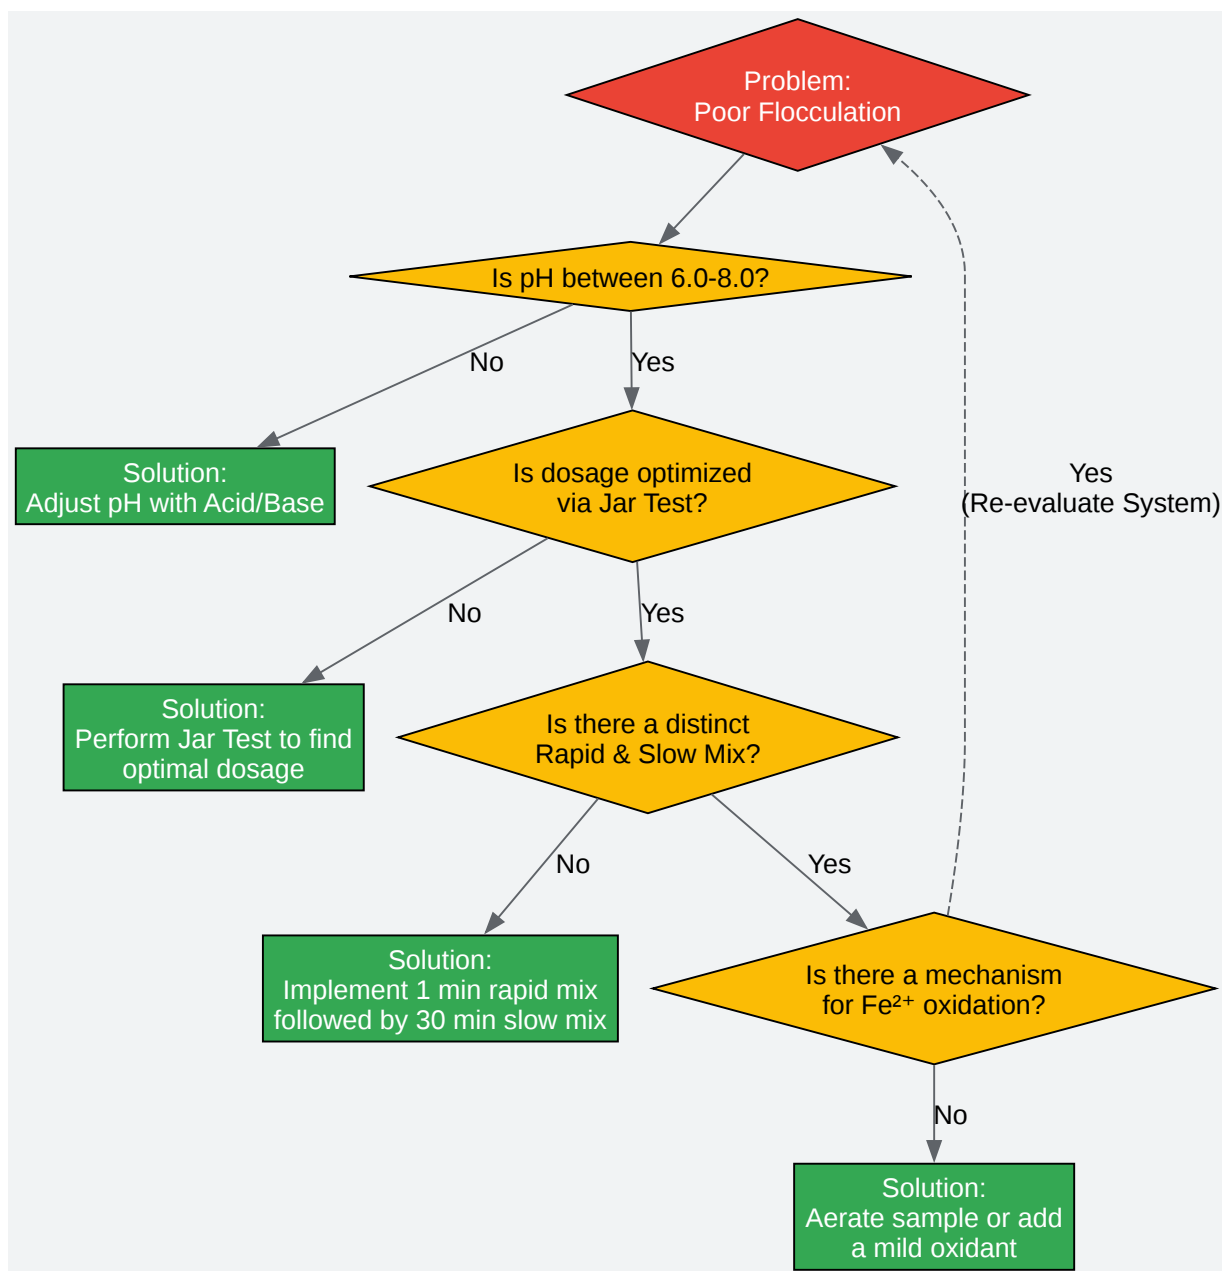 Problem:
Poor Flocculation
Is pH between 6.0-8.0?
No
Yes
Solution:
Adjust pH with Acid/Base
Is dosage optimized
via Jar Test?
Yes
(Re-evaluate System)
No
Yes
Solution:
Perform Jar Test to find
optimal dosage
Is there a distinct
Rapid & Slow Mix?
No
Yes
Solution:
Implement 1 min rapid mix
followed by 30 min slow mix
Is there a mechanism
for Fe²⁺ oxidation?
No
Solution:
Aerate sample or add
a mild oxidant